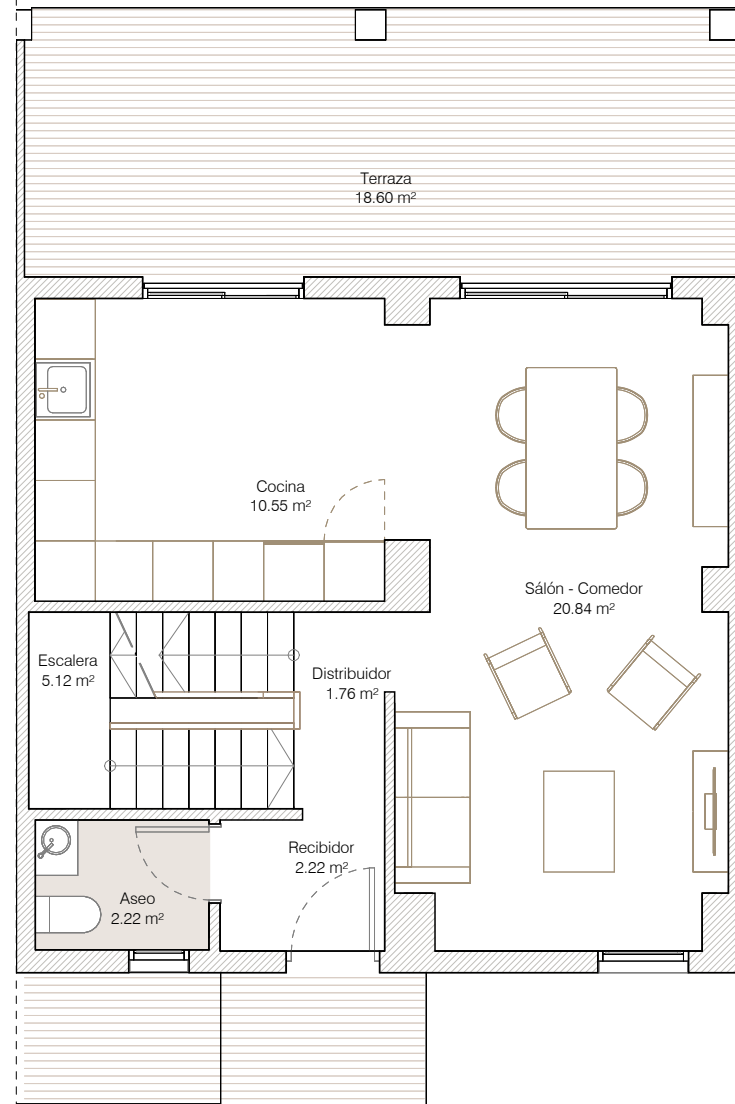 Terraza
18.60 m²
Cocina
10.55 m²
Sálón - Comedor
20.84 m²
Escalera
5.12 m²
Distribuidor
1.76 m²
Recibidor
2.22 m²
Aseo
2.22 m²